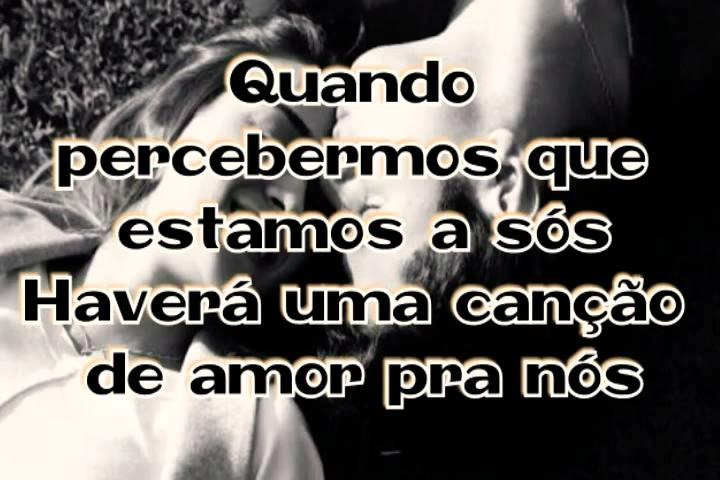 Quando
percebermos que
estamos a sós
Haverá uma canção
de amor pra nós